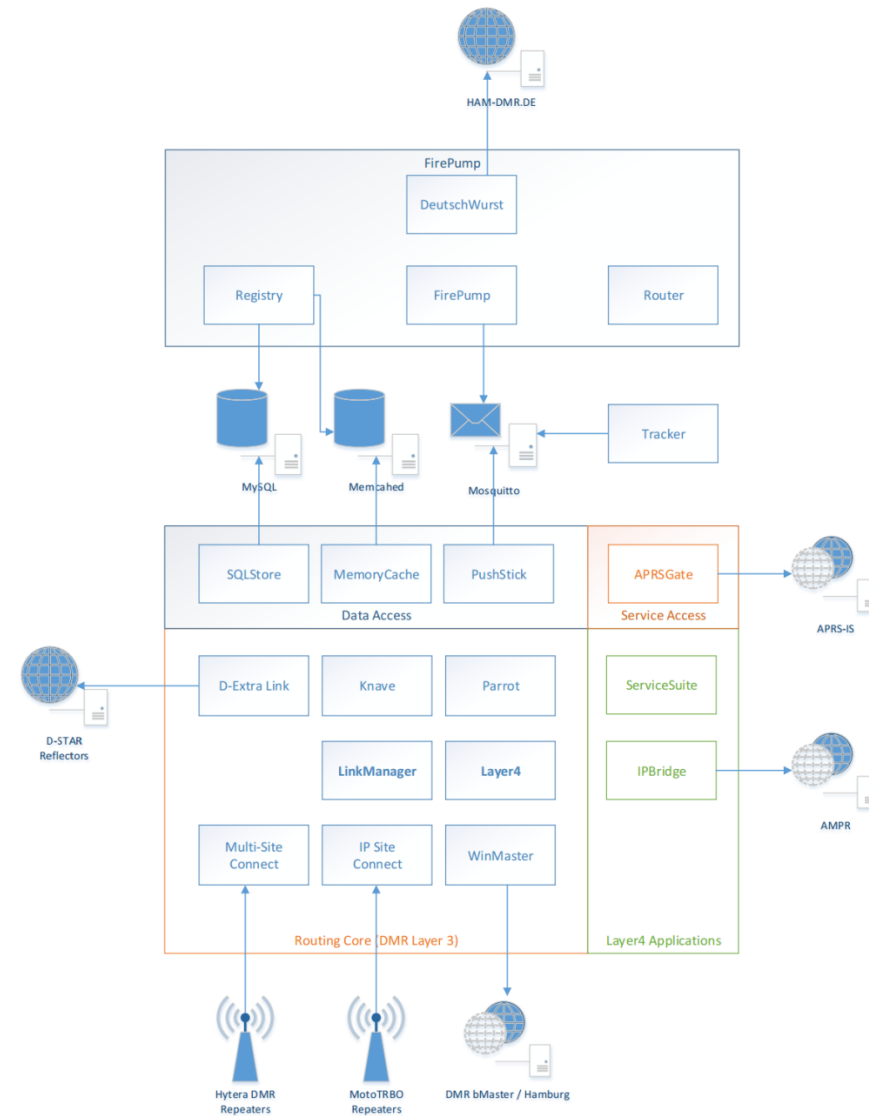 HAM-DMR.DE
FirePump
DeutschWurst
Registry
FirePump
Router
Tracker
MySQL
Memcahed
Mosquitto
SQLStore
MemoryCache
PushStick
APRSGate
Data Access
Service Access
APRS-IS
D-Extra Link
Knave
Parrot
ServiceSuite
D-STAR
Reflectors
LinkManager
Layer4
IPBridge
AMPR
Multi-Site
Connect
IP Site
Connect
WinMaster
Routing Core (DMR Layer 3)
Layer4 Applications
Hytera DMR
Repeaters
MotoTRBO
Repeaters
DMR bMaster / Hamburg